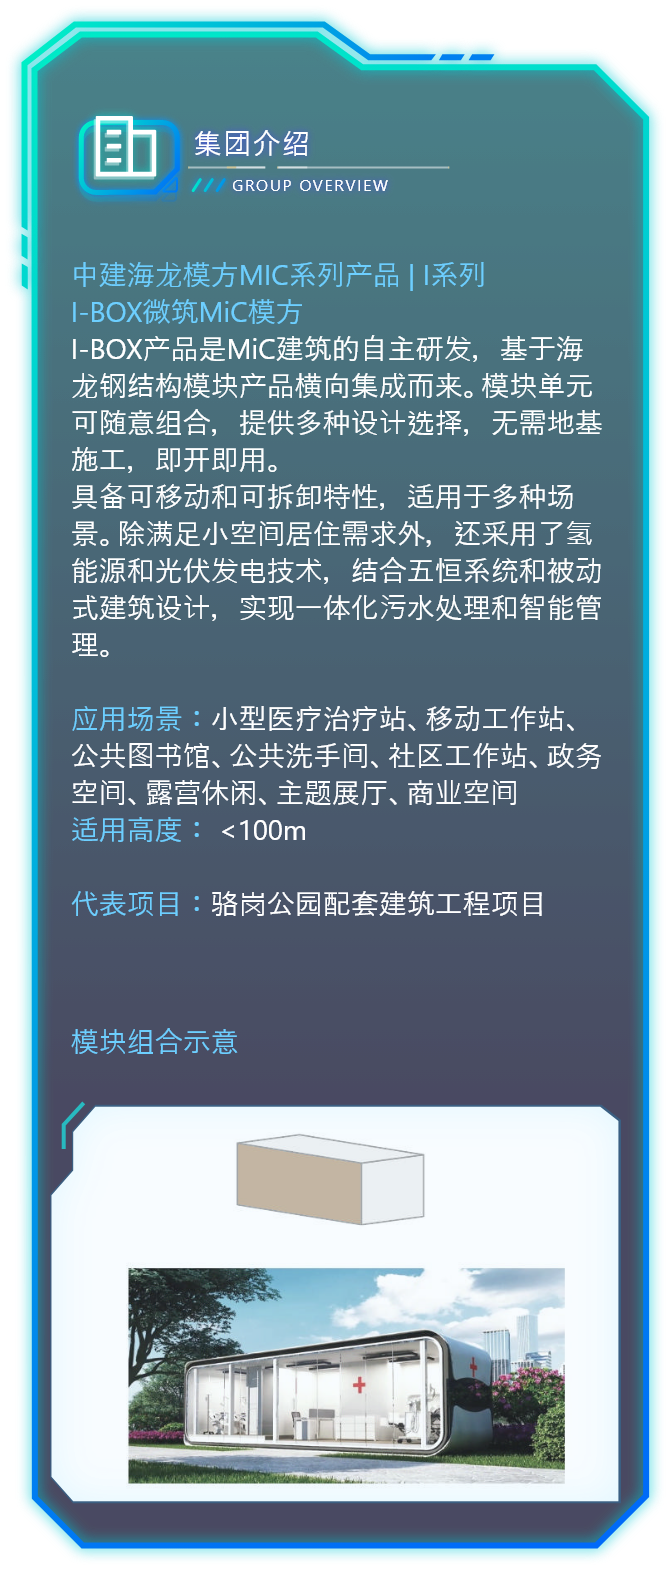 集团介绍
GROUP OVERVIEW
中建海龙模方MIC系列产品 | I系列
I-BOX微筑MiC模方
I-BOX产品是MiC建筑的自主研发，基于海
龙钢结构模块产品横向集成而来。模块单元
可随意组合，提供多种设计选择，无需地基
施工，即开即用。
具备可移动和可拆卸特性，适用于多种场
景。除满足小空间居住需求外，还采用了氢
能源和光伏发电技术，结合五恒系统和被动
式建筑设计，实现一体化污水处理和智能管
理。
应用场景：小型医疗治疗站、移动工作站、
公共图书馆、公共洗手间、社区工作站、政务
空间、露营休闲、主题展厅、商业空间
适用高度： <100m
代表项目：骆岗公园配套建筑工程项目
模块组合示意